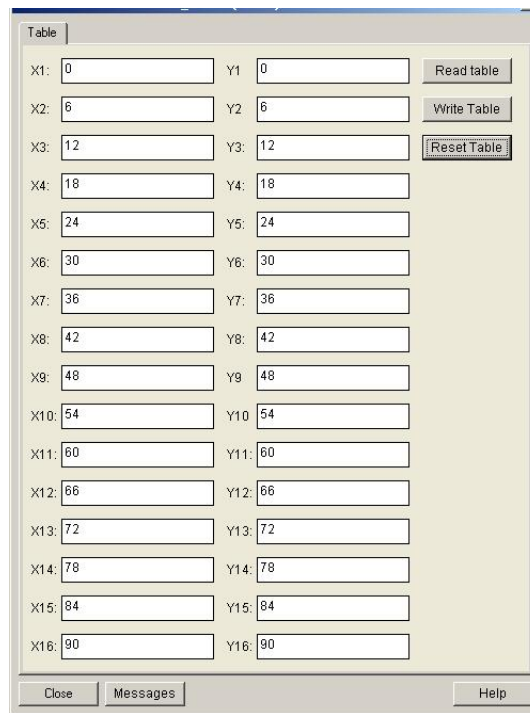 Table
X1: 0 Y1 0 Read table
X2: 6 Y2 6 Write Table
X3: 12 Y3: 12 Reset Table
X4: 18 Y4: 18
X5: 24 Y5: 24
X6: 30 Y6: 30
X7: 36 Y7: 36
X8: 42 Y8: 42
X9: 48 Y9 48
X10: 54 Y10 54
X11: 60 Y11: 60
X12: 66 Y12: 66
X13: 72 Y13: 72
X14: 78 Y14: 78
X15: 84 Y15: 84
X16: 90 Y16: 90
Close Messages Help